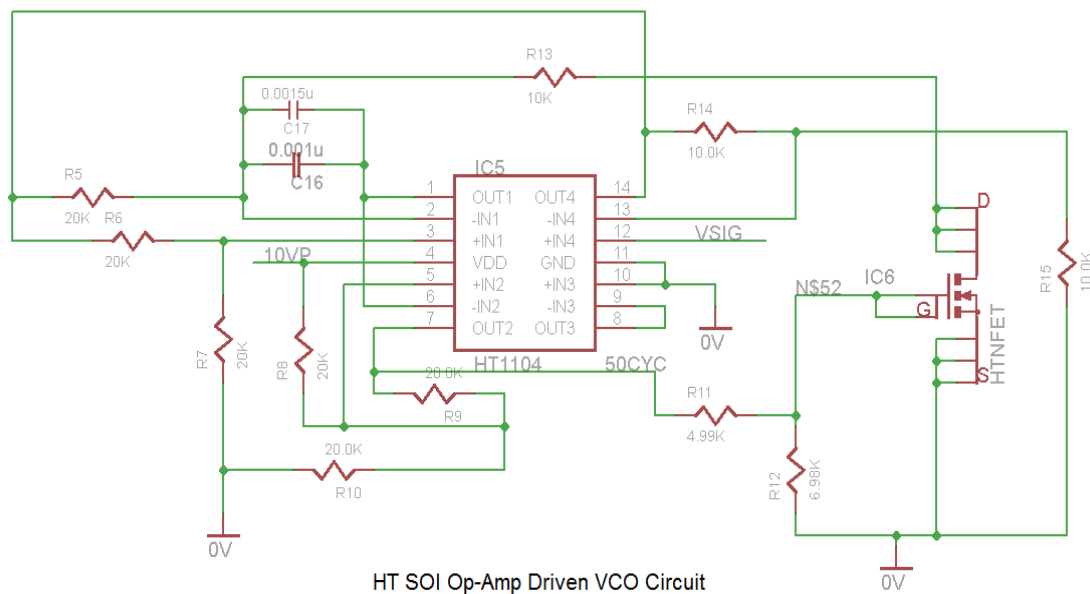 R13
10K
0.0015u
C17
R14
10.0K
0.001u
C16
IC5
R5
20K
R6
20K
1 OUT1 OUT4 14
2 -IN1 -IN4 13
3 +IN1 +IN4 12
4 VDD GND 11
5 +IN2 +IN3 10
6 -IN2 -IN3 9
7 OUT2 OUT3 8
HT1104
VSIG
10VP
0V
50CYC
D
N$52
IC6
G
S
HTNFET
R15
10.0K
R7
20K
R8
20K
20.0K
R9
R11
4.99K
20.0K
R10
R12
6.98K
0V
0V
HT SOI Op-Amp Driven VCO Circuit